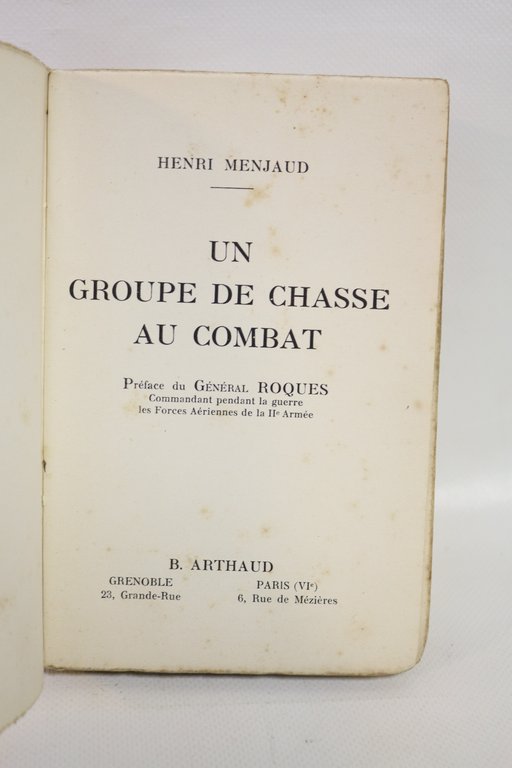 HENRI MENJAUD
UN
GROUPE DE CHASSE
AU COMBAT
Préface du GÉNÉRAL ROQUES
Commandant pendant la guerre
les Forces Aériennes de la IIe Armée
B. ARTHAUD
GRENOBLE
23, Grande-Rue
PARIS (VIe)
6, Rue de Mézières